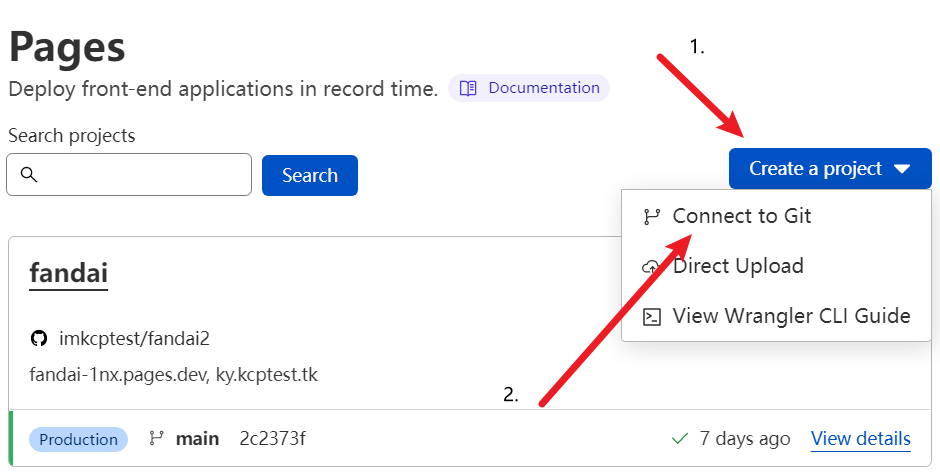 Pages
1.
Deploy front-end applications in record time. Documentation
Search projects
Search
Create a project
Connect to Git
Direct Upload
View Wrangler CLI Guide
fandai
imkcptest/fandai2
fandai-1nx.pages.dev, ky.kcptest.tk
2.
Production main 2c2373f 7 days ago View details